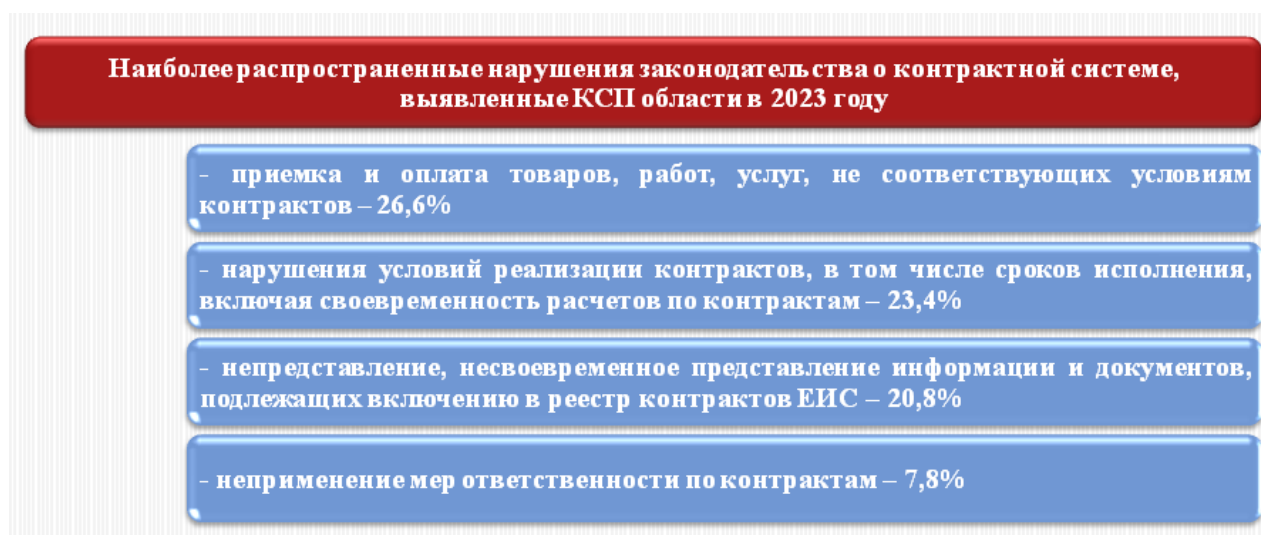 Наиболее распространенные нарушения законодательства о контрактной системе,
выявленные КСП области в 2023 году
- приемка и оплата товаров, работ, услуг, не соответствующих условиям
контрактов – 26,6%
- нарушения условий реализации контрактов, в том числе сроков исполнения,
включая своевременность расчетов по контрактам – 23,4%
- непредставление, несвоевременное представление информации и документов,
подлежащих включению в реестр контрактов ЕИС – 20,8%
- неприменение мер ответственности по контрактам – 7,8%